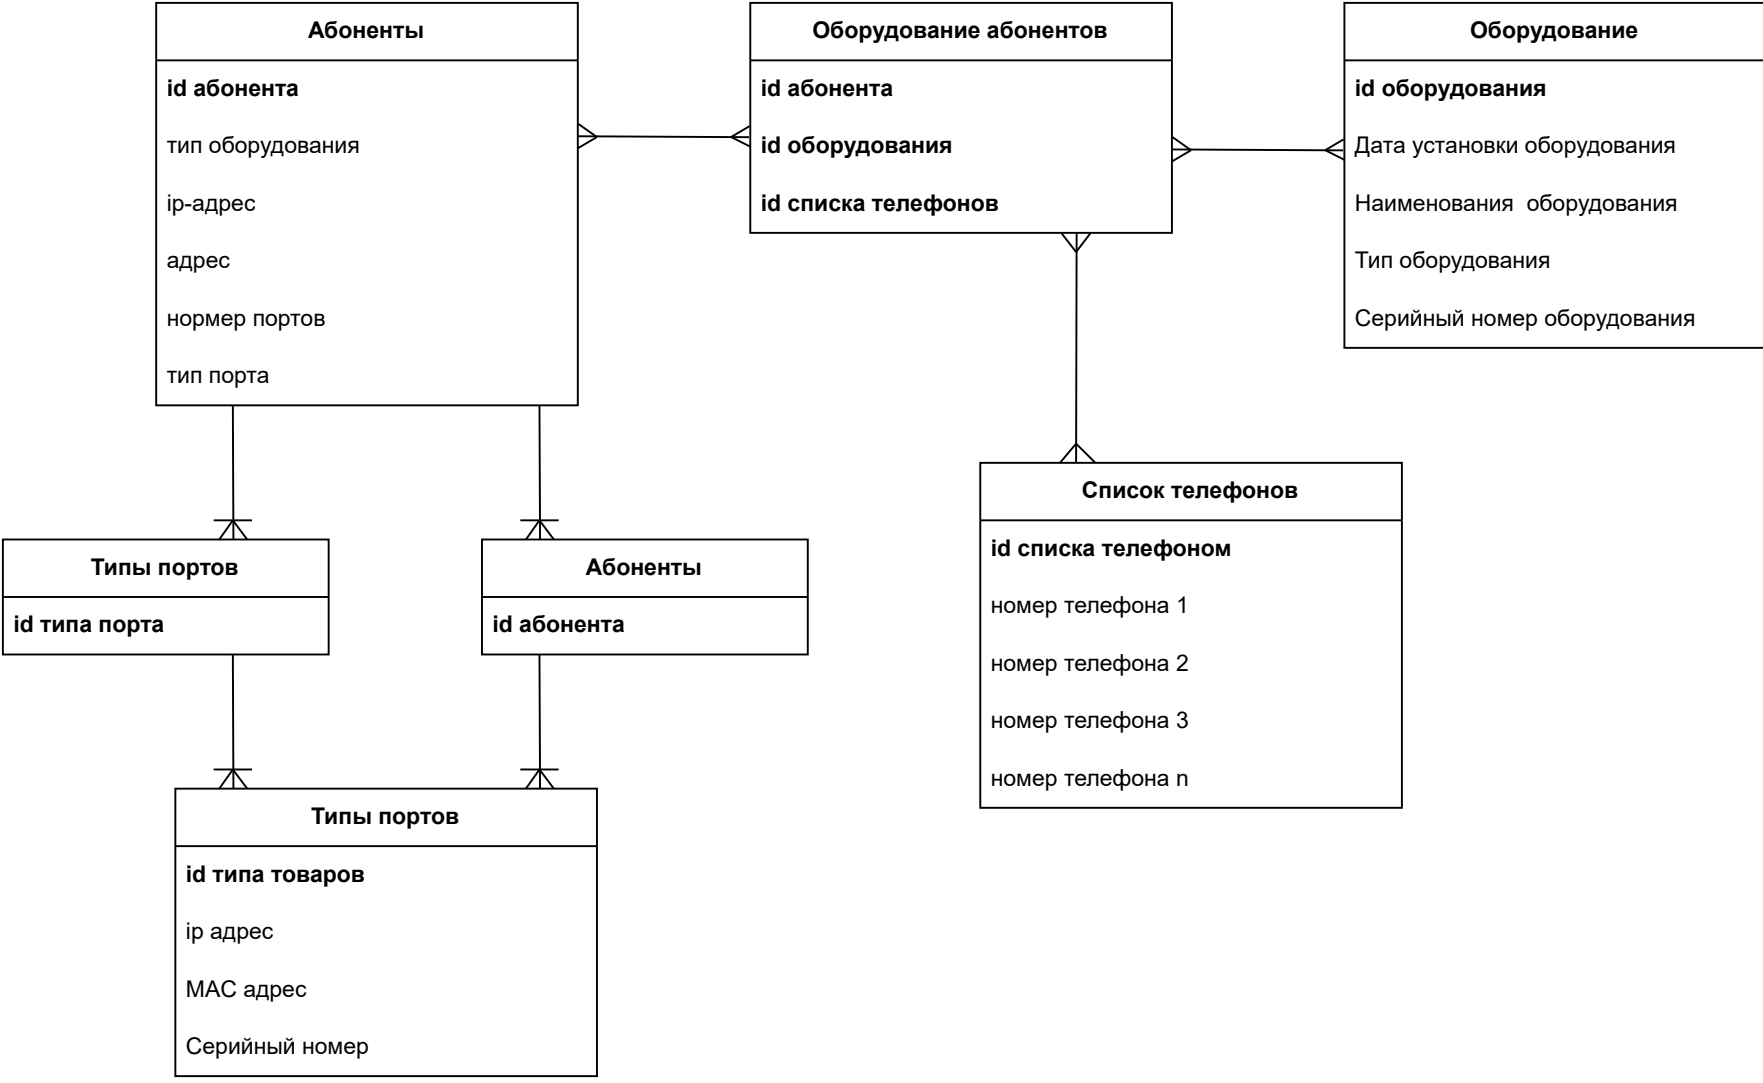 Абоненты
id абонента
тип оборудования
ip-адрес
адрес
нормер портов
тип порта
Оборудование абонентов
id абонента
id оборудования
id списка телефонов
Оборудование
id оборудования
Дата установки оборудования
Наименования оборудования
Тип оборудования
Серийный номер оборудования
Типы портов
id типа порта
Абоненты
id абонента
Список телефонов
id списка телефоном
номер телефона 1
номер телефона 2
номер телефона 3
номер телефона n
Типы портов
id типа товаров
ip адрес
MAC адрес
Серийный номер